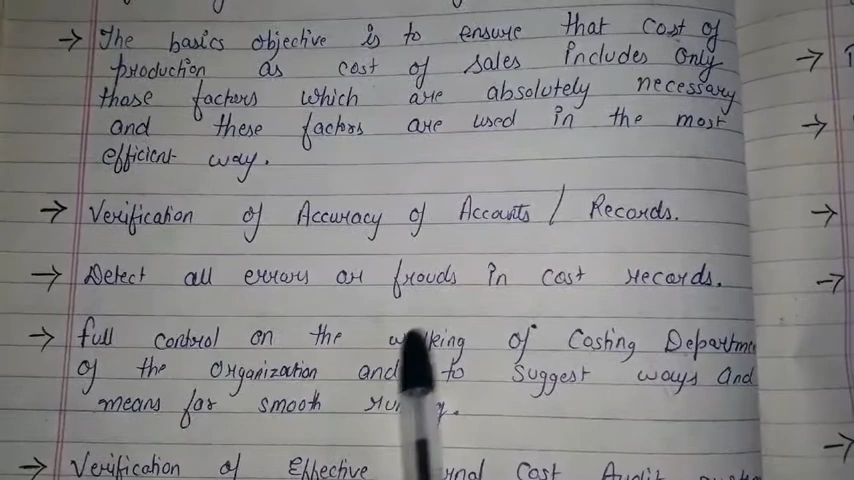 → The basics objective is to ensure that cost of
production as cost of sales includes only
those factors which are absolutely necessary
and these factors are used in the most
efficient way.
→ Verification of Accuracy of Accounts / Records.
→ Detect all errors or frouds in cost records.
→ full control on the of Costing
of the Organization and to Suggest ways and
means for smooth
→ Verification of Effective Cost Audit